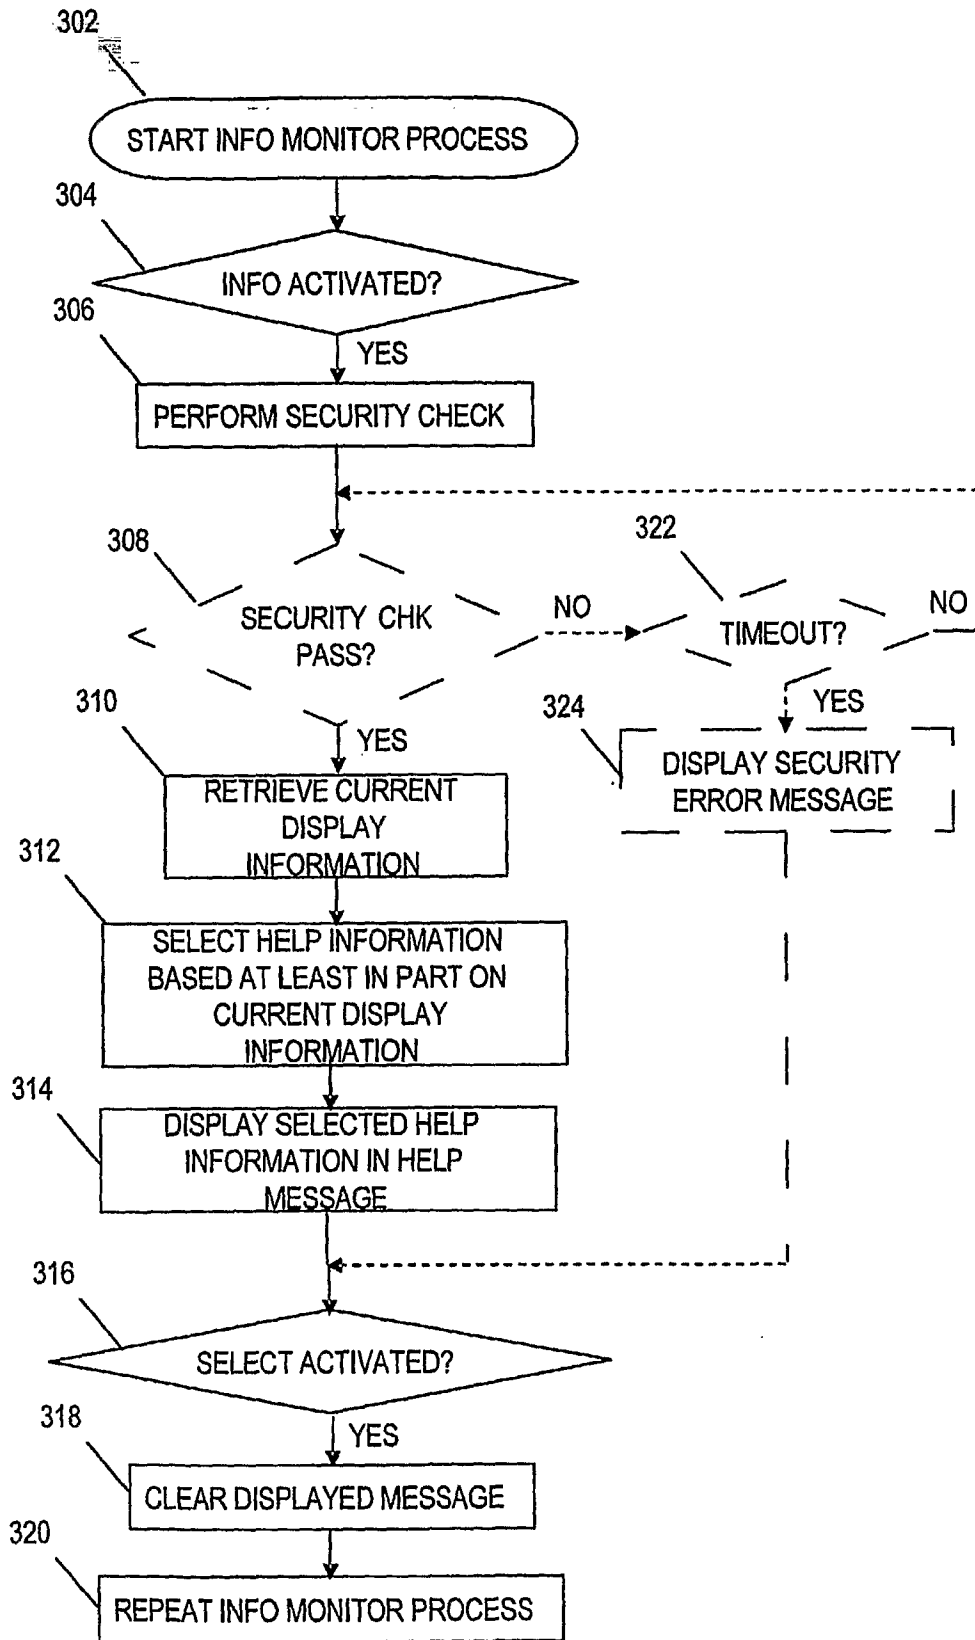 302
START INFO MONITOR PROCESS
304
INFO ACTIVATED?
306
YES
PERFORM SECURITY CHECK
308
SECURITY CHK
PASS?
NO
322
TIMEOUT?
NO
310
YES
324
YES
RETRIEVE CURRENT
DISPLAY
INFORMATION
DISPLAY SECURITY
ERROR MESSAGE
312
SELECT HELP INFORMATION
BASED AT LEAST IN PART ON
CURRENT DISPLAY
INFORMATION
314
DISPLAY SELECTED HELP
INFORMATION IN HELP
MESSAGE
316
SELECT ACTIVATED?
318
YES
CLEAR DISPLAYED MESSAGE
320
REPEAT INFO MONITOR PROCESS